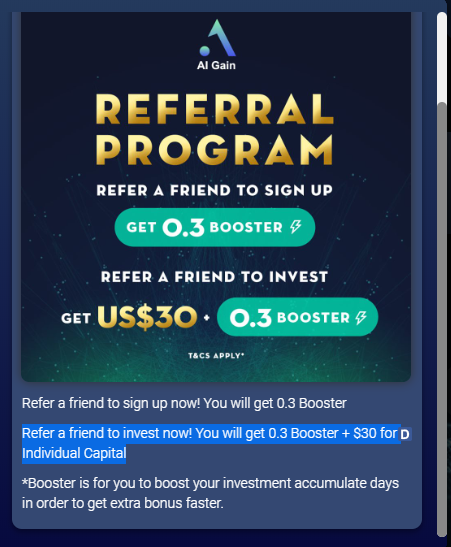 AI Gain
REFERRAL
PROGRAM
REFER A FRIEND TO SIGN UP
GET 0.3 BOOSTER
REFER A FRIEND TO INVEST
GET US$30 + 0.3 BOOSTER
T&CS APPLY*
Refer a friend to sign up now! You will get 0.3 Booster
Refer a friend to invest now! You will get 0.3 Booster + $30 for D
Individual Capital
*Booster is for you to boost your investment accumulate days
in order to get extra bonus faster.